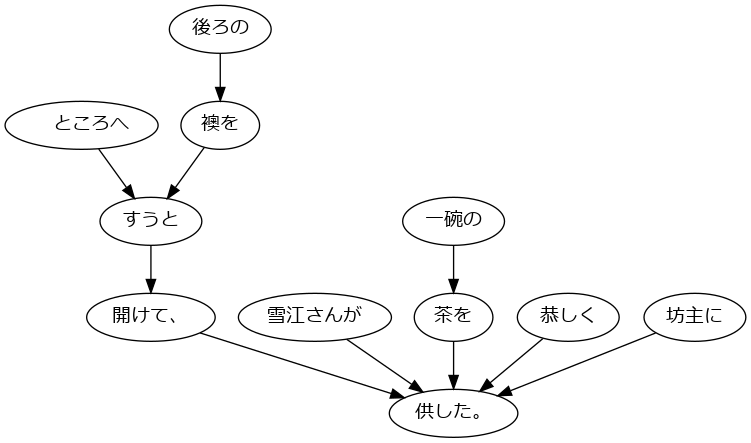 後ろの
ところへ
襖を
すうと
一碗の
開けて、
雪江さんが
茶を
恭しく
坊主に
供した。